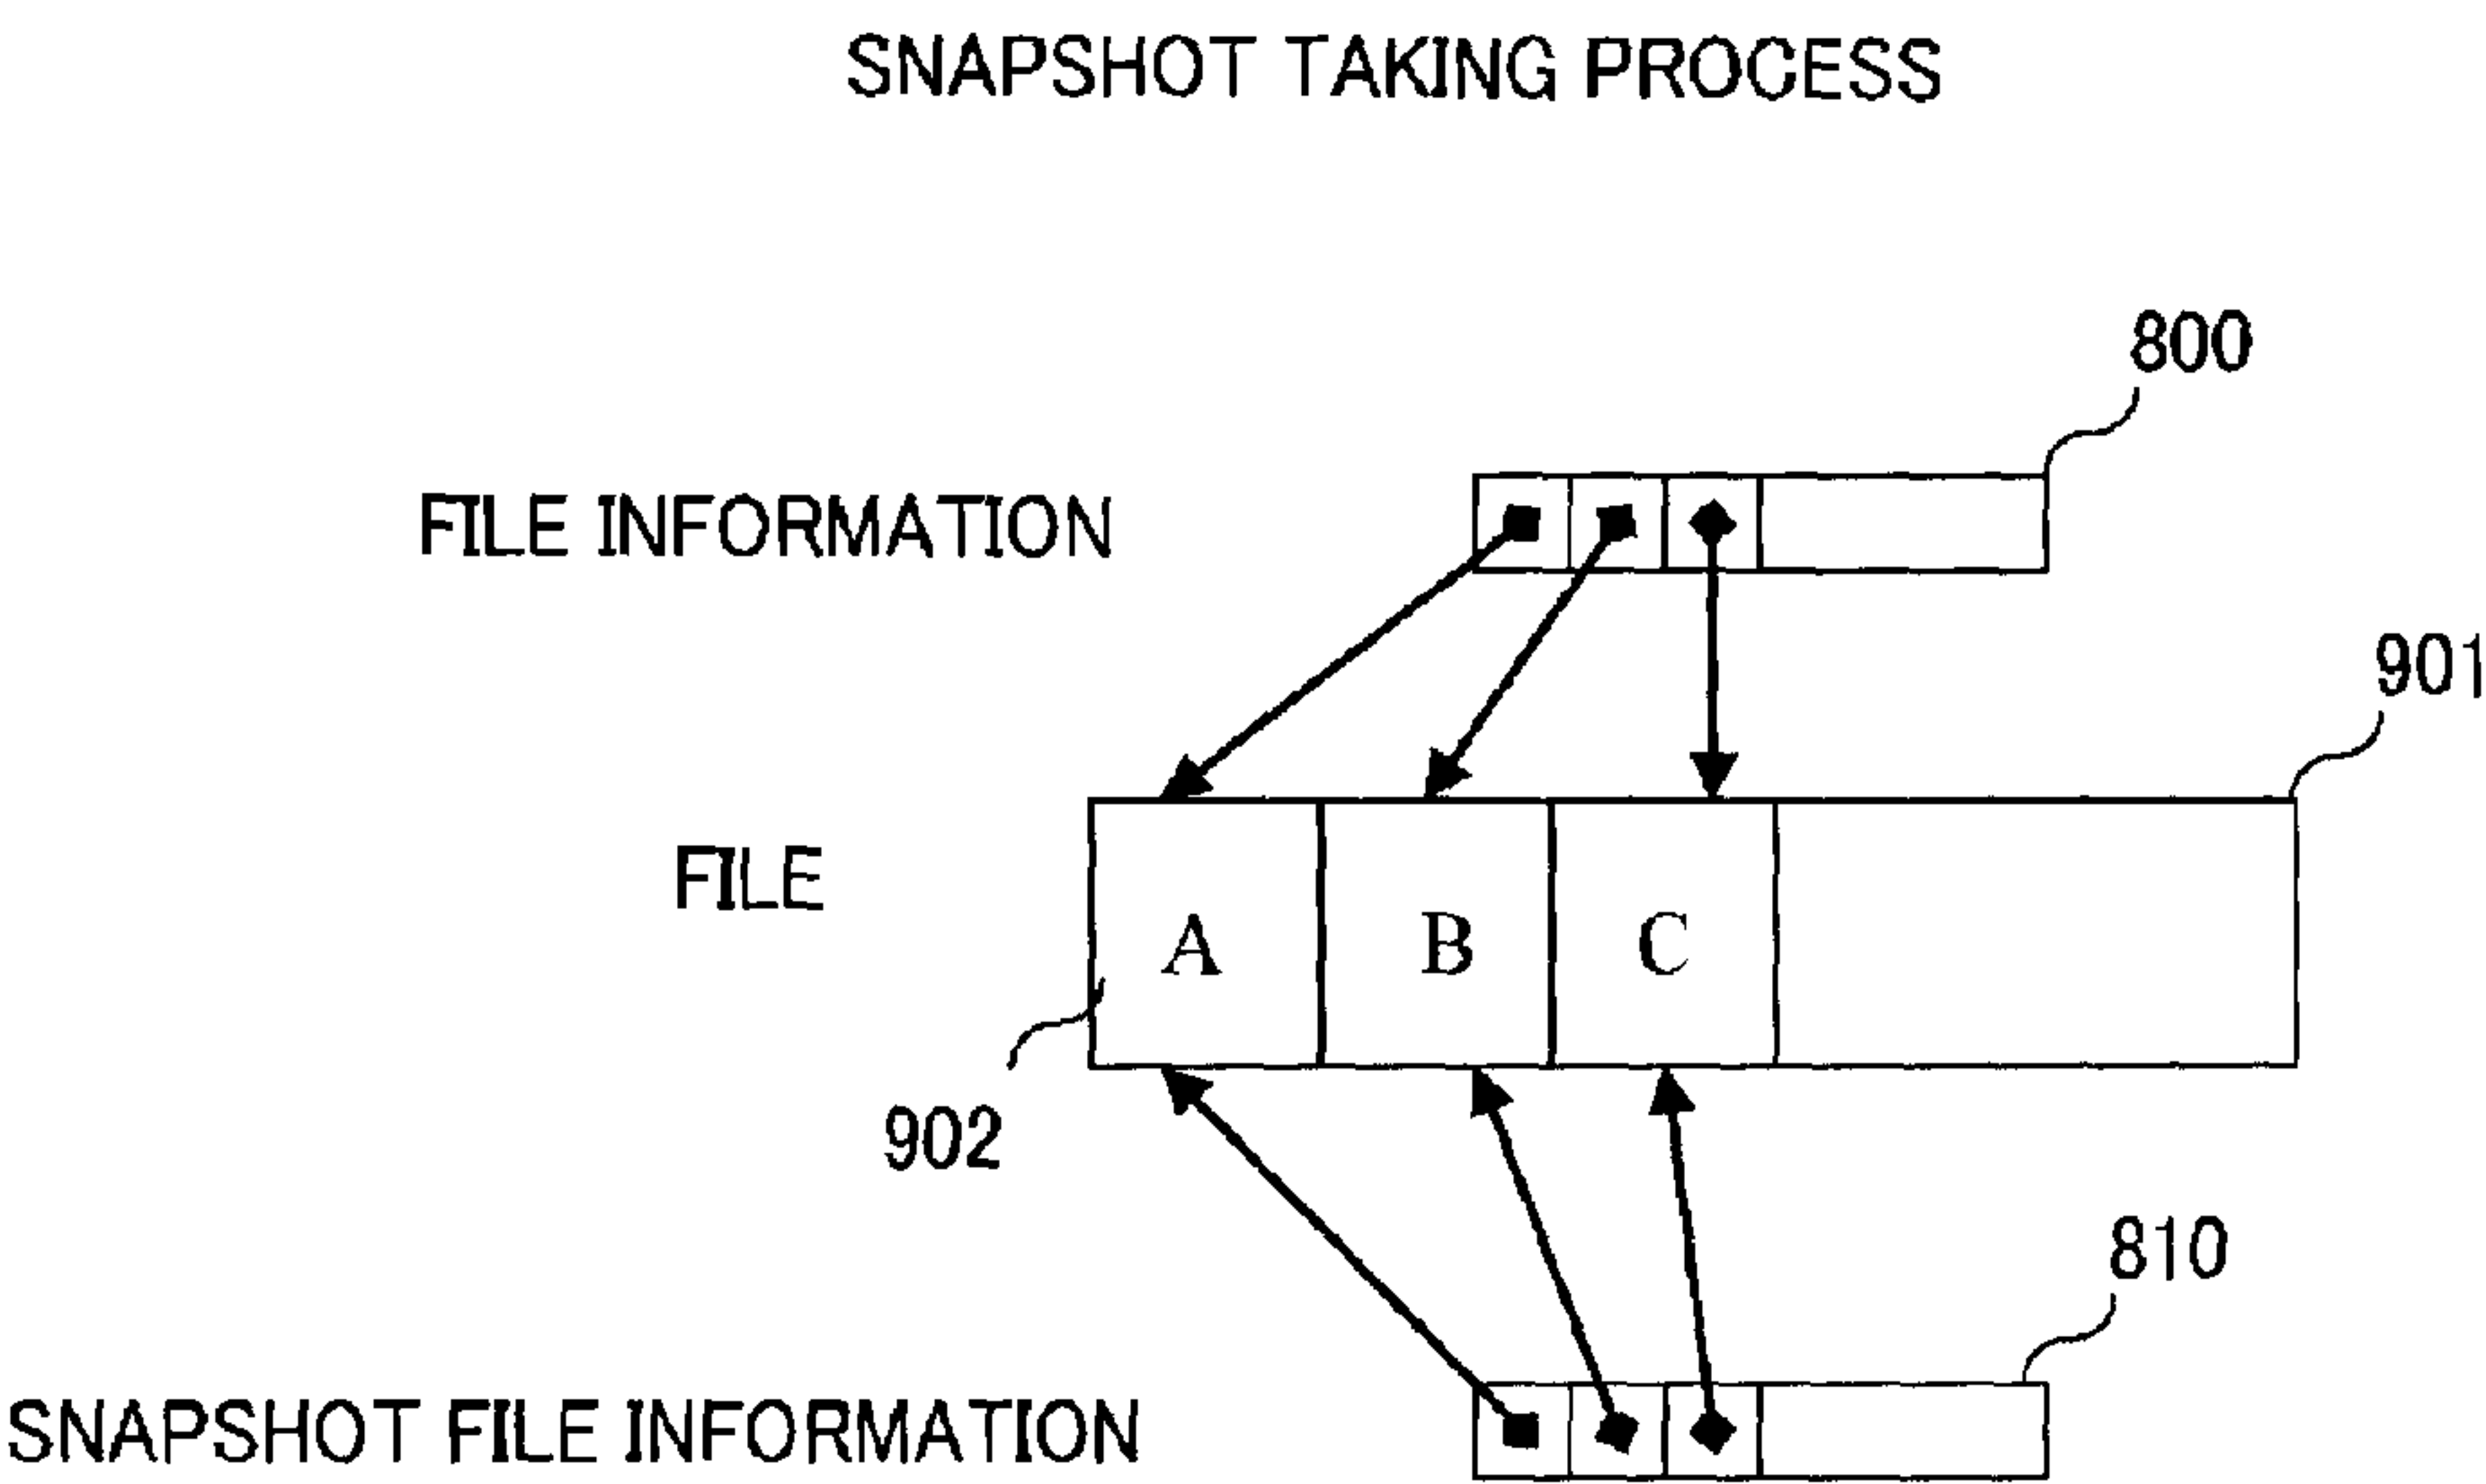 SNAPSHOT TAKING PROCESS
800
FILE INFORMATION
901
FILE
A B C
902
810
SNAPSHOT FILE INFORMATION